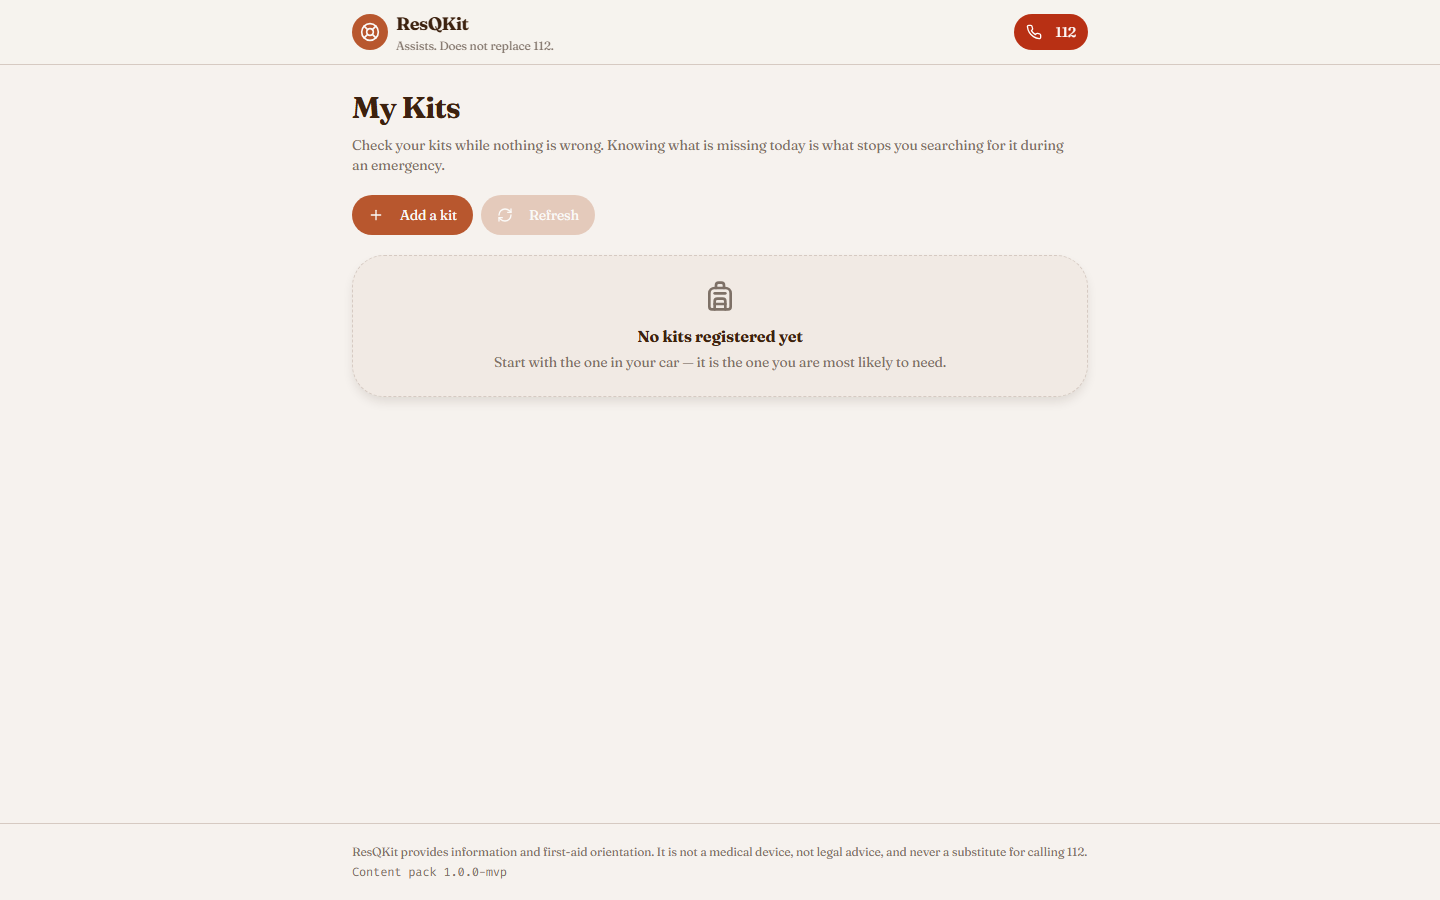 ResQKit
Assists. Does not replace 112.
112
My Kits
Check your kits while nothing is wrong. Knowing what is missing today is what stops you searching for it during
an emergency.
Add a kit
Refresh
No kits registered yet
Start with the one in your car — it is the one you are most likely to need.
ResQKit provides information and first-aid orientation. It is not a medical device, not legal advice, and never a substitute for calling 112.
Content pack 1.0.0-mvp